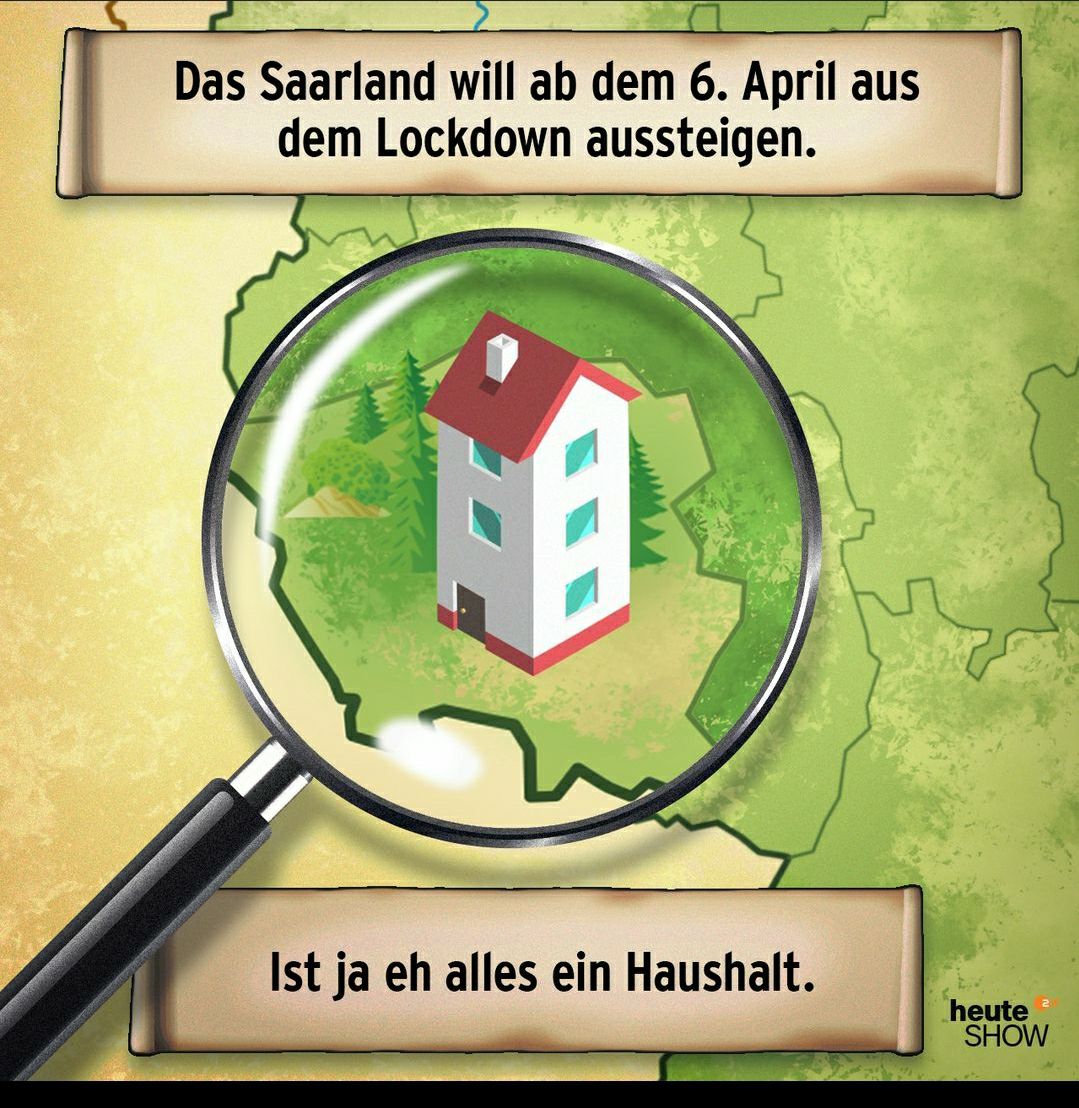 Das Saarland will ab dem 6. April aus
dem Lockdown aussteigen.
Ist ja eh alles ein Haushalt.
heute
SHOW